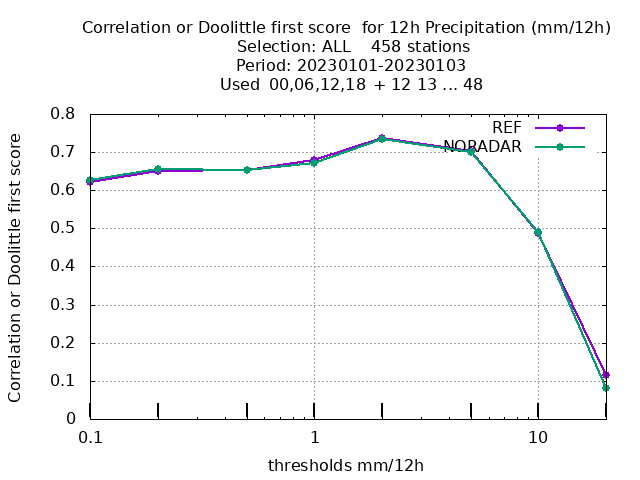 Correlation or Doolittle first score  for 12h Precipitation (mm/12h)
Selection: ALL    458 stations
Period: 20230101-20230103
Used  00,06,12,18  + 12 13 ... 48
Correlation or Doolittle first score
0.8
0.7
0.6
0.5
0.4
0.3
0.2
0.1
0
REF
NORADAR
0.1
1
10
thresholds mm/12h